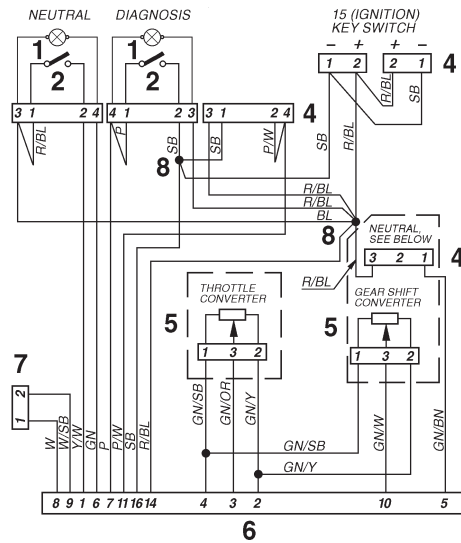 NEUTRAL DIAGNOSIS 15 (IGNITION)
KEY SWITCH
1 1 – + + –
2 2 1 2 2 1 4
3 1 2 4 4 1 2 3 3 1 2 4 4
R/BL P SB SB P/W SB R/BL R/BL SB
8
R/BL
R/BL
BL
8
NEUTRAL,
SEE BELOW
3 2 1 4
R/BL
THROTTLE
CONVERTER
GEAR SHIFT
CONVERTER
5 5
1 3 2 1 3 2
7
2
1
W W/SB Y/W GN P P/W SB R/BL GN/SB GN/OR GN/Y GN/W GN/BN
GN/SB
GN/Y
8 9 1 6 7 11 16 14 4 3 2 10 5
6